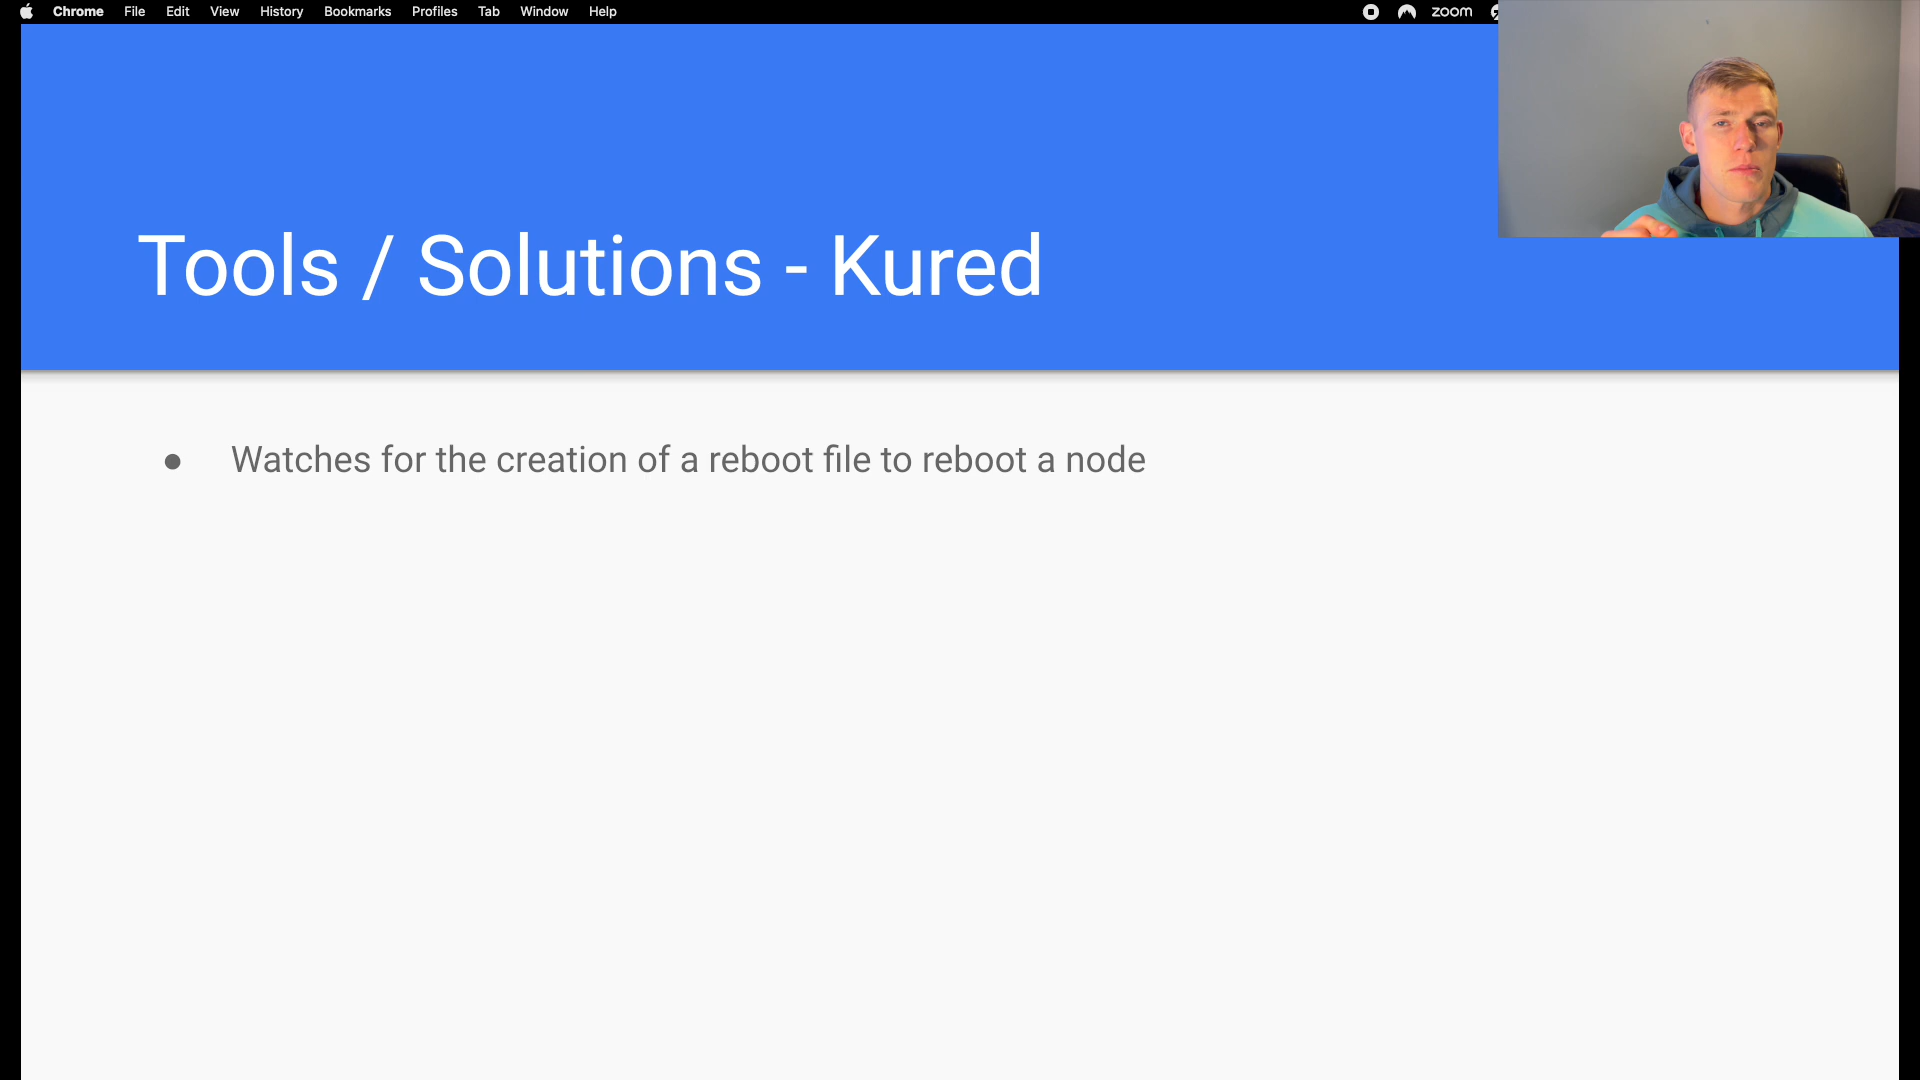 Chrome File Edit View History Bookmarks Profiles Tab Window Help zoom
Tools / Solutions - Kured
● Watches for the creation of a reboot file to reboot a node